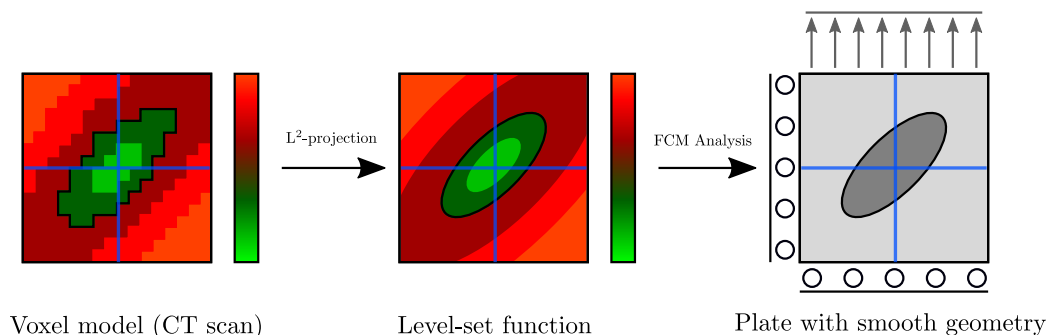 L²-projection
FCM Analysis
Voxel model (CT scan)
Level-set function
Plate with smooth geometry